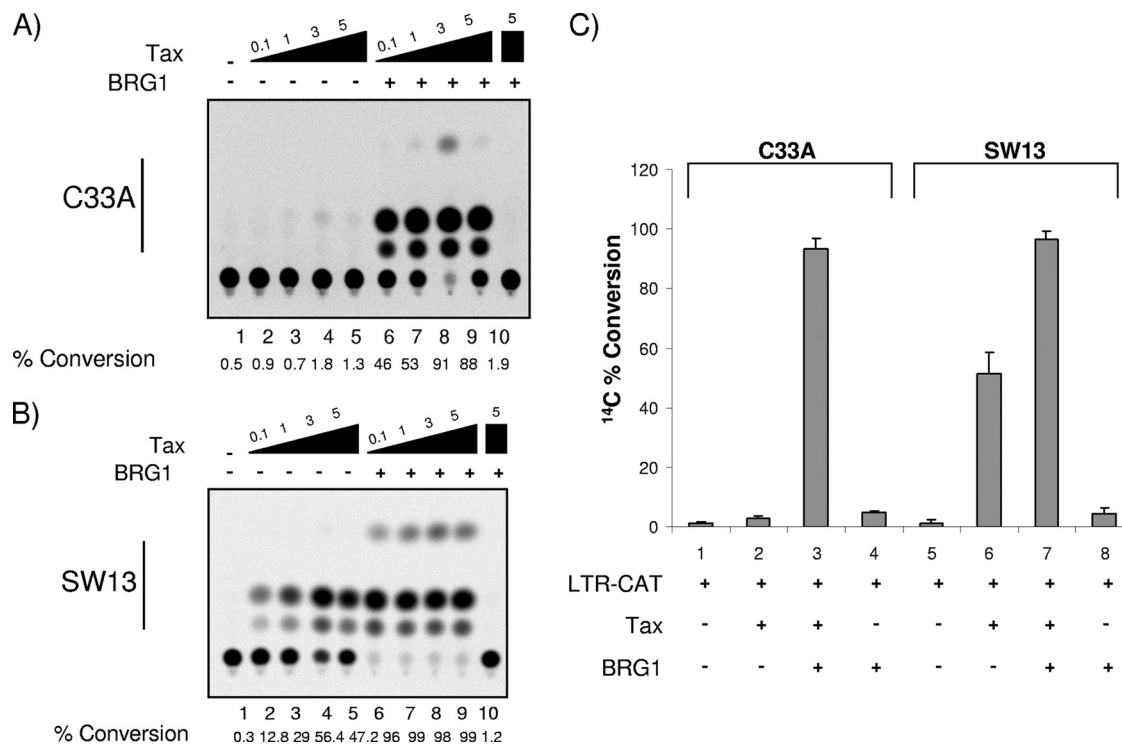 A)
0.1 1 3 5 0.1 1 3 5 5
Tax -
BRG1 - - - - - + + + + +
C33A
1 2 3 4 5 6 7 8 9 10
% Conversion 0.5 0.9 0.7 1.8 1.3 46 53 91 88 1.9
B)
0.1 1 3 5 0.1 1 3 5 5
Tax -
BRG1 - - - - - + + + + +
SW13
1 2 3 4 5 6 7 8 9 10
% Conversion 0.3 12.8 29 56.4 47.2 96 99 98 99 1.2
C)
C33A SW13
14C % Conversion
120
100
80
60
40
20
0
1 2 3 4 5 6 7 8
LTR-CAT + + + + + + + +
Tax - + + - - + + -
BRG1 - - + + - - + +